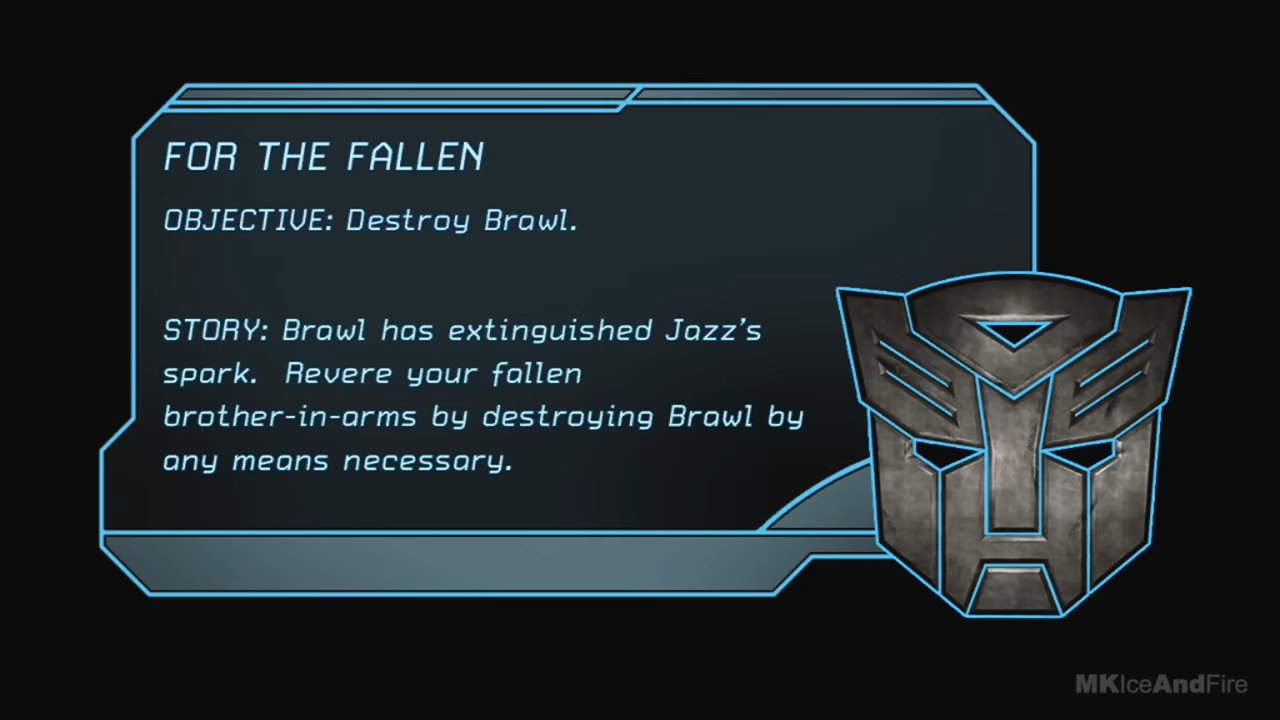 FOR THE FALLEN
OBJECTIVE: Destroy Brawl.
STORY: Brawl has extinguished Jazz's
spark.  Revere your fallen
brother-in-arms by destroying Brawl by
any means necessary.
MKIceAndFire